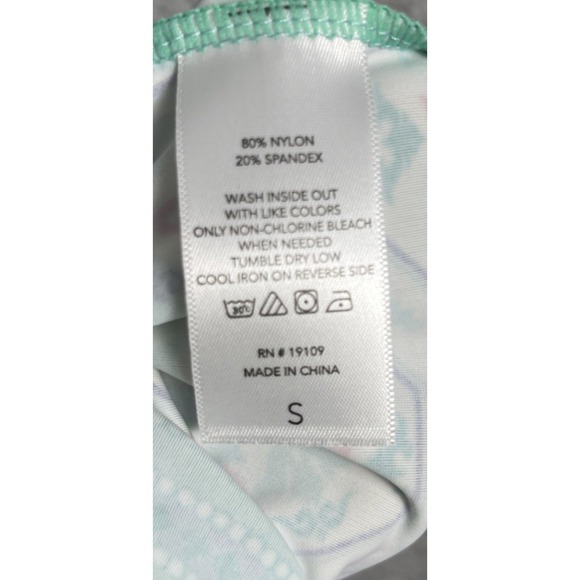 80% NYLON
20% SPANDEX
WASH INSIDE OUT
WITH LIKE COLORS
ONLY NON-CHLORINE BLEACH
WHEN NEEDED
TUMBLE DRY LOW
COOL IRON ON REVERSE SIDE
30°C
RN # 19109
MADE IN CHINA
S